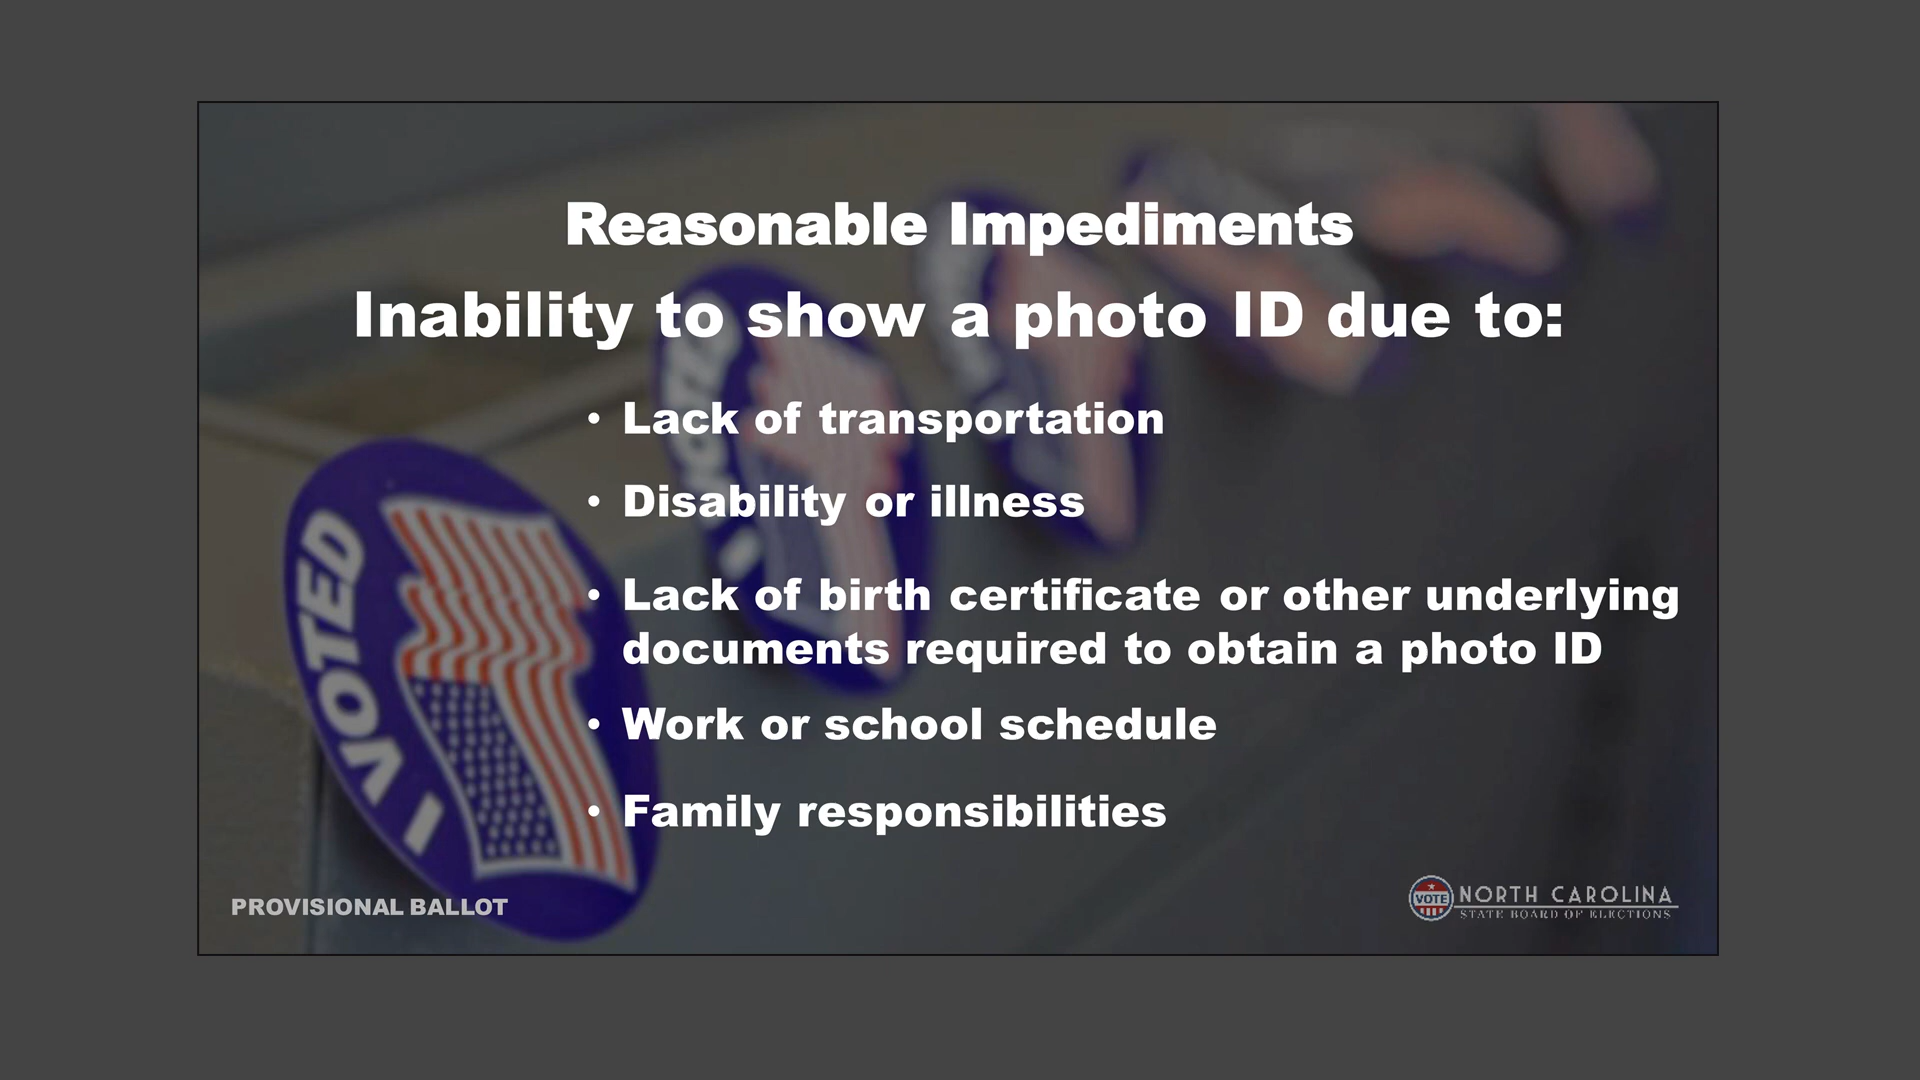 Reasonable Impediments
Inability to show a photo ID due to:
• Lack of transportation
• Disability or illness
• Lack of birth certificate or other underlying
documents required to obtain a photo ID
• Work or school schedule
• Family responsibilities
I VOTED
VOTED
PROVISIONAL BALLOT
VOTE
NORTH CAROLINA
STATE BOARD OF ELECTIONS